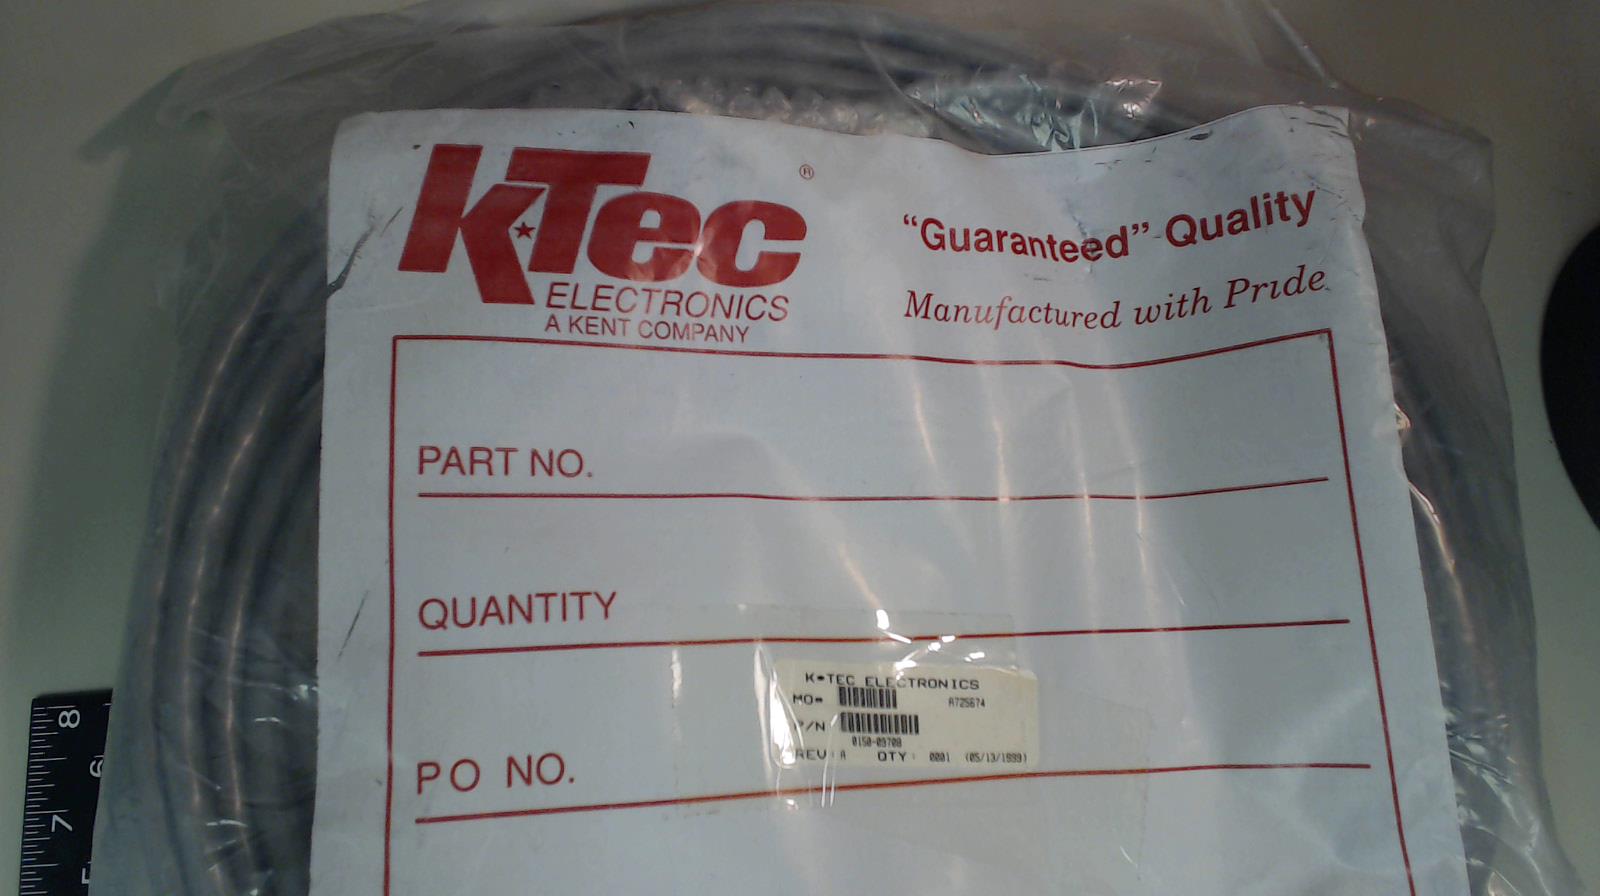 K★Tec ®
ELECTRONICS
A KENT COMPANY
"Guaranteed" Quality
Manufactured with Pride
PART NO.
QUANTITY
K*TEC ELECTRONICS
MO# A725674
P/N
0150-09708
REV: A QTY: 0001 (05/13/1999)
PO NO.
8
7